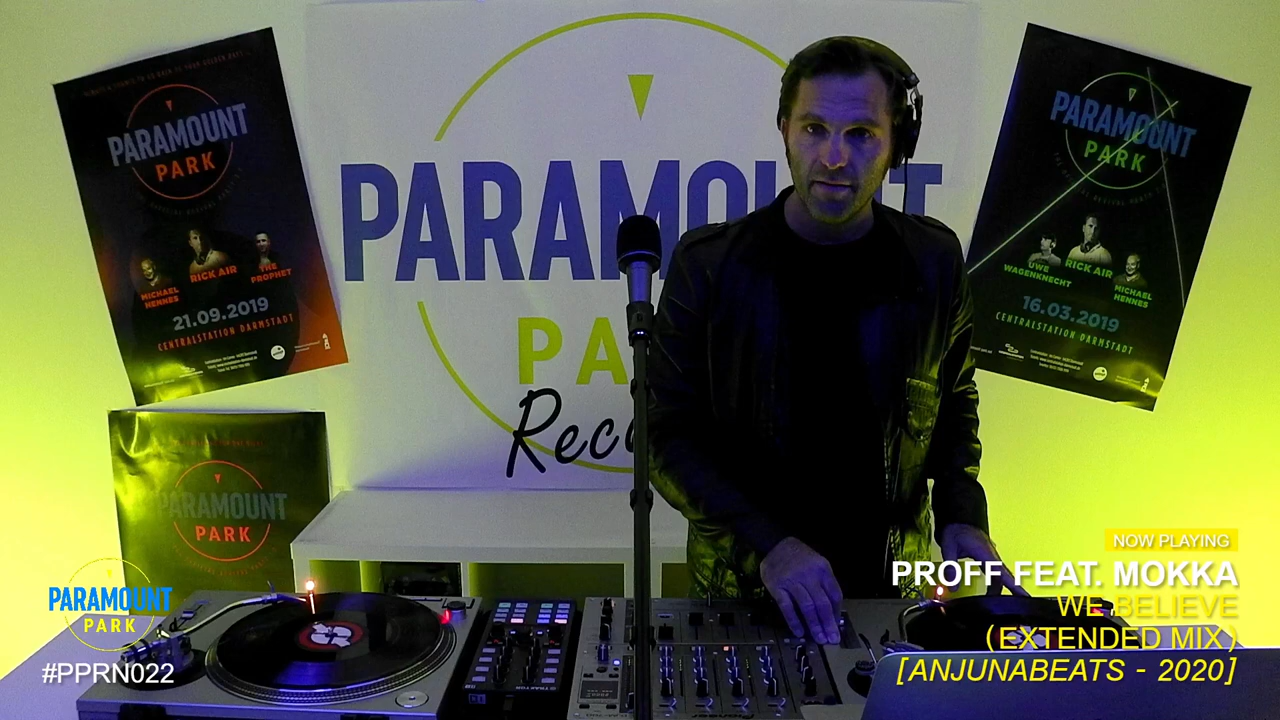 PARAMOUNT
PARK
MICHAEL
HENNES
RICK AIR
THE
PROPHET
21.09.2019
CENTRALSTATION DARMSTADT
PARAMOUNT
PARK
PARAMOUNT
PARK
UWE
WAGENKNECHT
RICK AIR
MICHAEL
HENNES
16.03.2019
CENTRALSTATION DARMSTADT
PARAMOUNT
PARK
PARAMOUNT
PARK
#PPRN022
NOW PLAYING
PROFF FEAT. MOKKA
WE BELIEVE
(EXTENDED MIX)
[ANJUNABEATS - 2020]